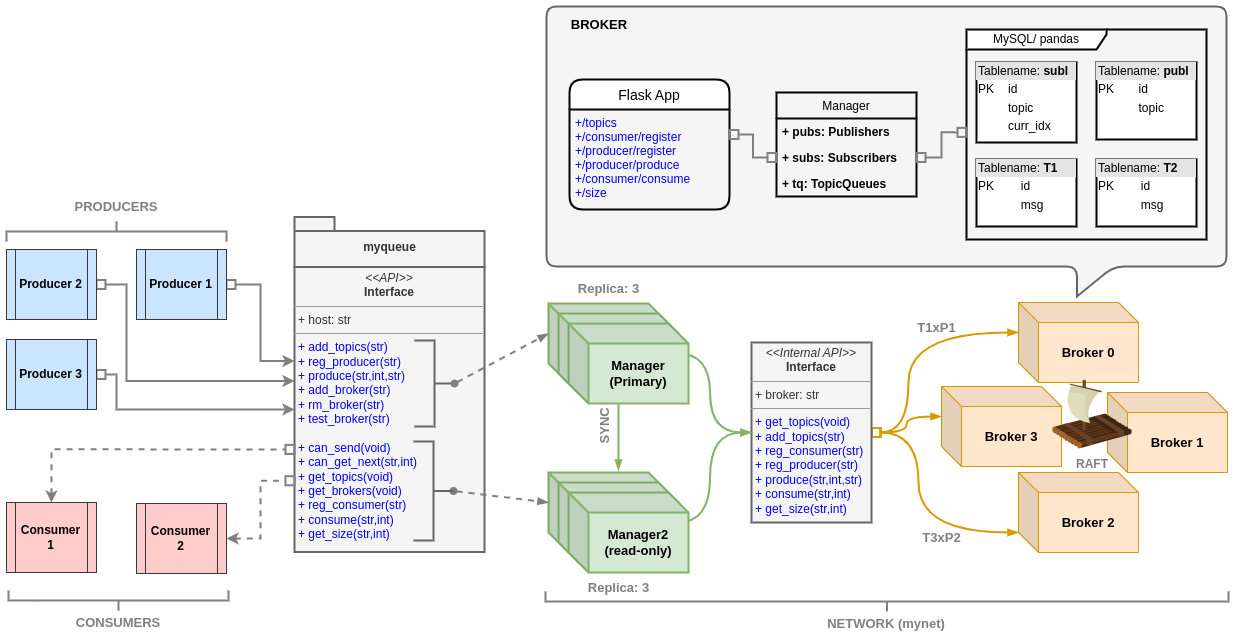 BROKER
Flask App
+/topics
+/consumer/register
+/producer/register
+/producer/produce
+/consumer/consume
+/size
Manager
+ pubs: Publishers
+ subs: Subscribers
+ tq: TopicQueues
MySQL/ pandas
Tablename: subl
PK id
topic
curr_idx
Tablename: publ
PK id
topic
Tablename: T1
PK id
msg
Tablename: T2
PK id
msg
PRODUCERS
Producer 2
Producer 1
Producer 3
Consumer
1
Consumer
2
CONSUMERS
myqueue
<<API>>
Interface
+ host: str
+ add_topics(str)
+ reg_producer(str)
+ produce(str,int,str)
+ add_broker(str)
+ rm_broker(str)
+ test_broker(str)
+ can_send(void)
+ can_get_next(str,int)
+ get_topics(void)
+ get_brokers(void)
+ reg_consumer(str)
+ consume(str,int)
+ get_size(str,int)
Replica: 3
Manager
(Primary)
SYNC
Manager2
(read-only)
Replica: 3
<<Internal API>>
Interface
+ broker: str
+ get_topics(void)
+ add_topics(str)
+ reg_consumer(str)
+ reg_producer(str)
+ produce(str,int,str)
+ consume(str,int)
+ get_size(str,int)
T1xP1
T3xP2
Broker 0
Broker 3
Broker 1
RAFT
Broker 2
NETWORK (mynet)